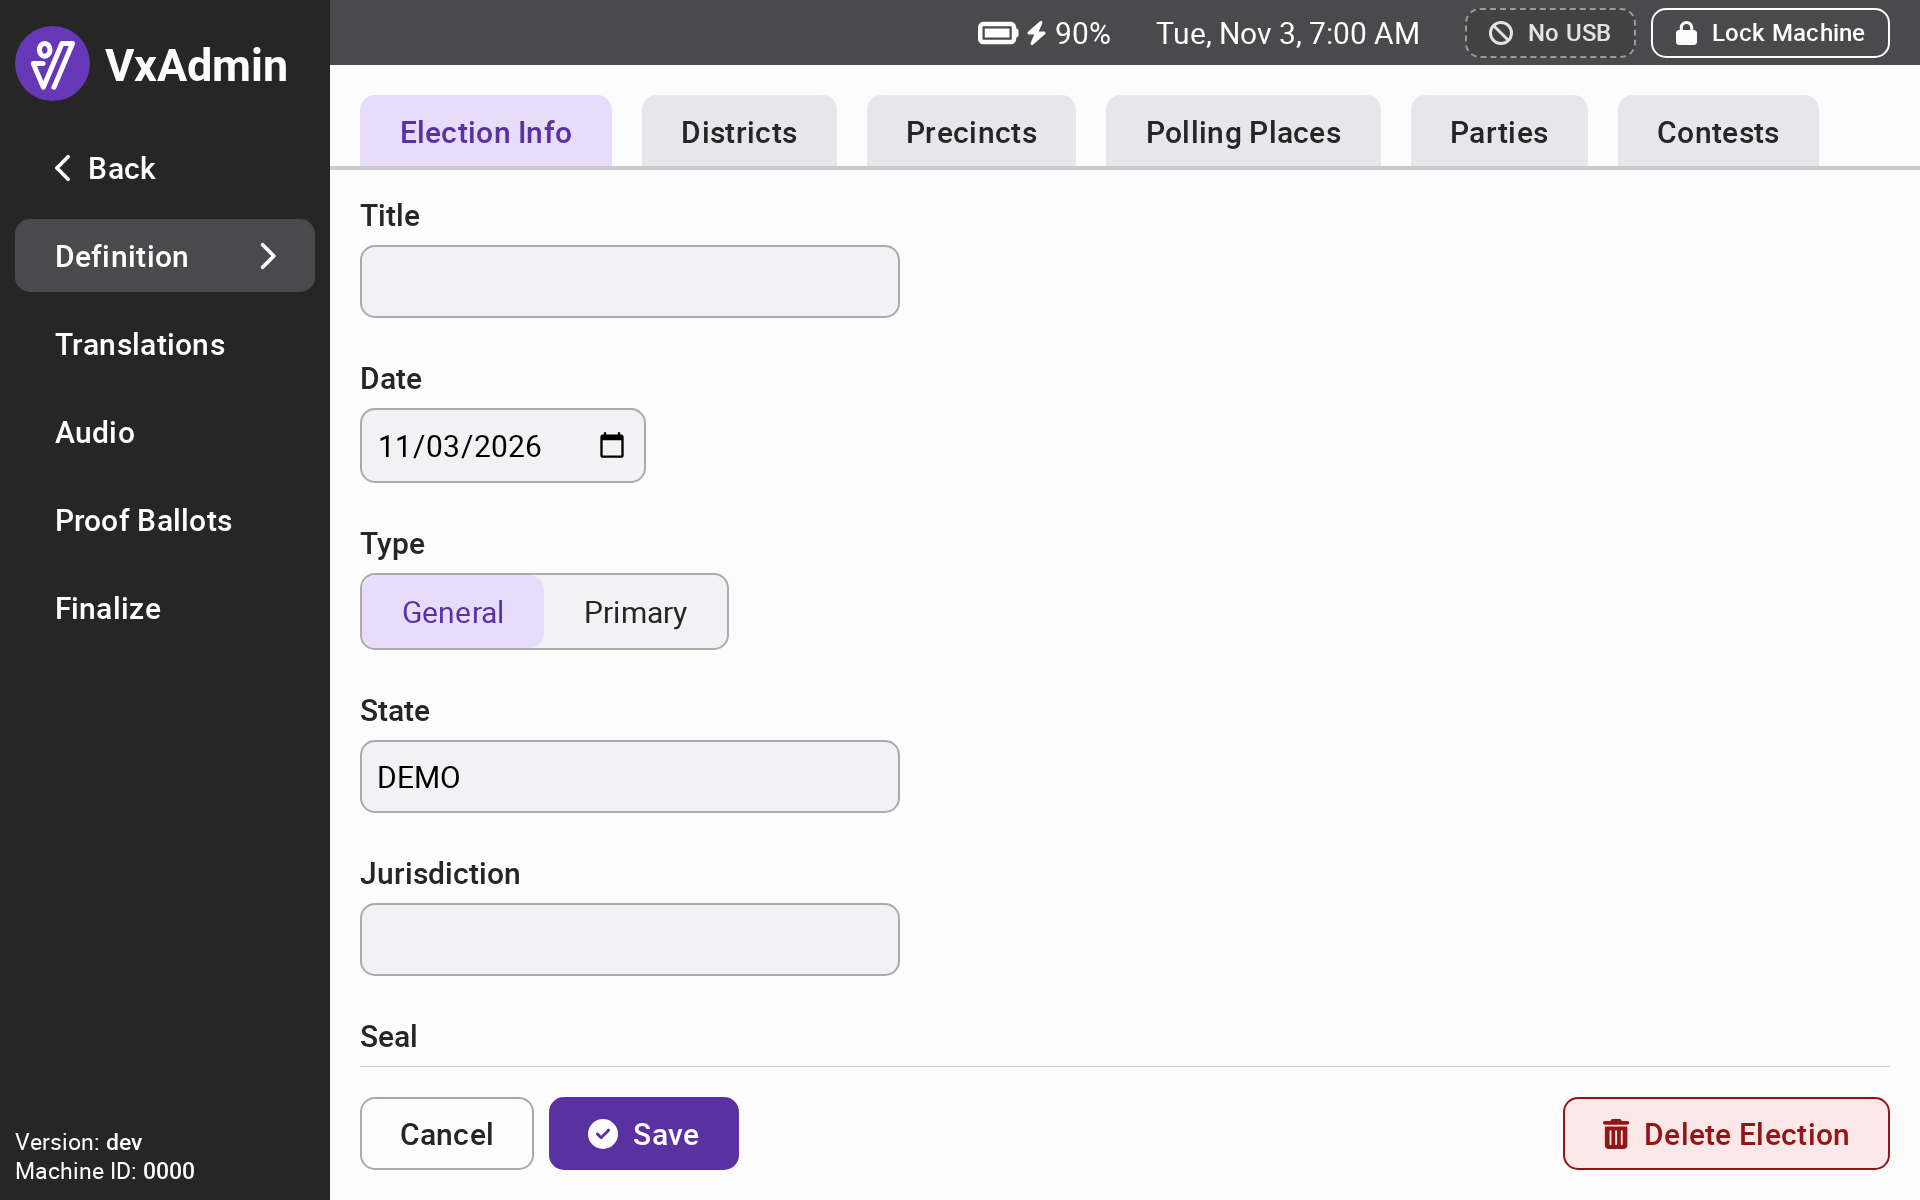 VxAdmin
Back
Definition
Translations
Audio
Proof Ballots
Finalize
Version: dev
Machine ID: 0000
90%
Tue, Nov 3, 7:00 AM
No USB
Lock Machine
Election Info
Districts
Precincts
Polling Places
Parties
Contests
Title
Date
11/03/2026
Type
General
Primary
State
DEMO
Jurisdiction
Seal
Cancel
Save
Delete Election